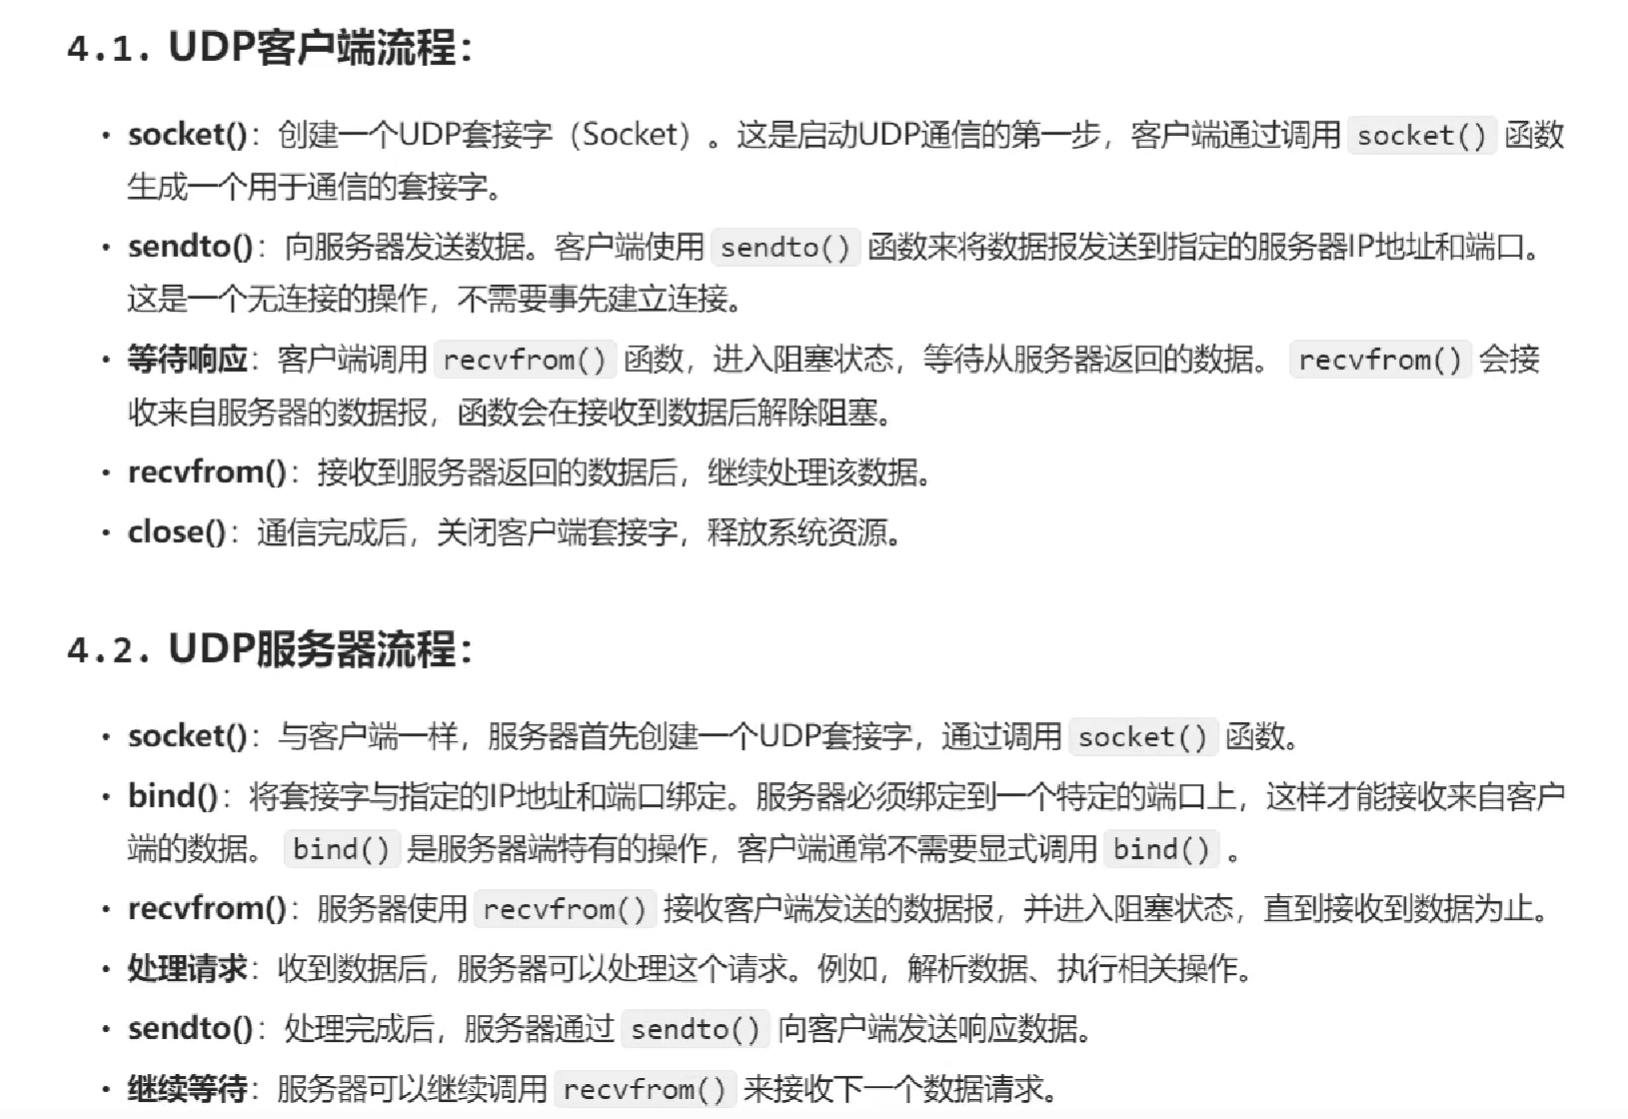 4.1. UDP客户端流程：
• socket()：创建一个UDP套接字（Socket）。这是启动UDP通信的第一步，客户端通过调用 socket() 函数
生成一个用于通信的套接字。
• sendto()：向服务器发送数据。客户端使用 sendto() 函数来将数据报发送到指定的服务器IP地址和端口。
这是一个无连接的操作，不需要事先建立连接。
• 等待响应：客户端调用 recvfrom() 函数，进入阻塞状态，等待从服务器返回的数据。 recvfrom() 会接
收来自服务器的数据报，函数会在接收到数据后解除阻塞。
• recvfrom()：接收到服务器返回的数据后，继续处理该数据。
• close()：通信完成后，关闭客户端套接字，释放系统资源。
4.2. UDP服务器流程：
• socket()：与客户端一样，服务器首先创建一个UDP套接字，通过调用 socket() 函数。
• bind()：将套接字与指定的IP地址和端口绑定。服务器必须绑定到一个特定的端口上，这样才能接收来自客户
端的数据。 bind() 是服务器端特有的操作，客户端通常不需要显式调用 bind() 。
• recvfrom()：服务器使用 recvfrom() 接收客户端发送的数据报，并进入阻塞状态，直到接收到数据为止。
• 处理请求：收到数据后，服务器可以处理这个请求。例如，解析数据、执行相关操作。
• sendto()：处理完成后，服务器通过 sendto() 向客户端发送响应数据。
• 继续等待：服务器可以继续调用 recvfrom() 来接收下一个数据请求。